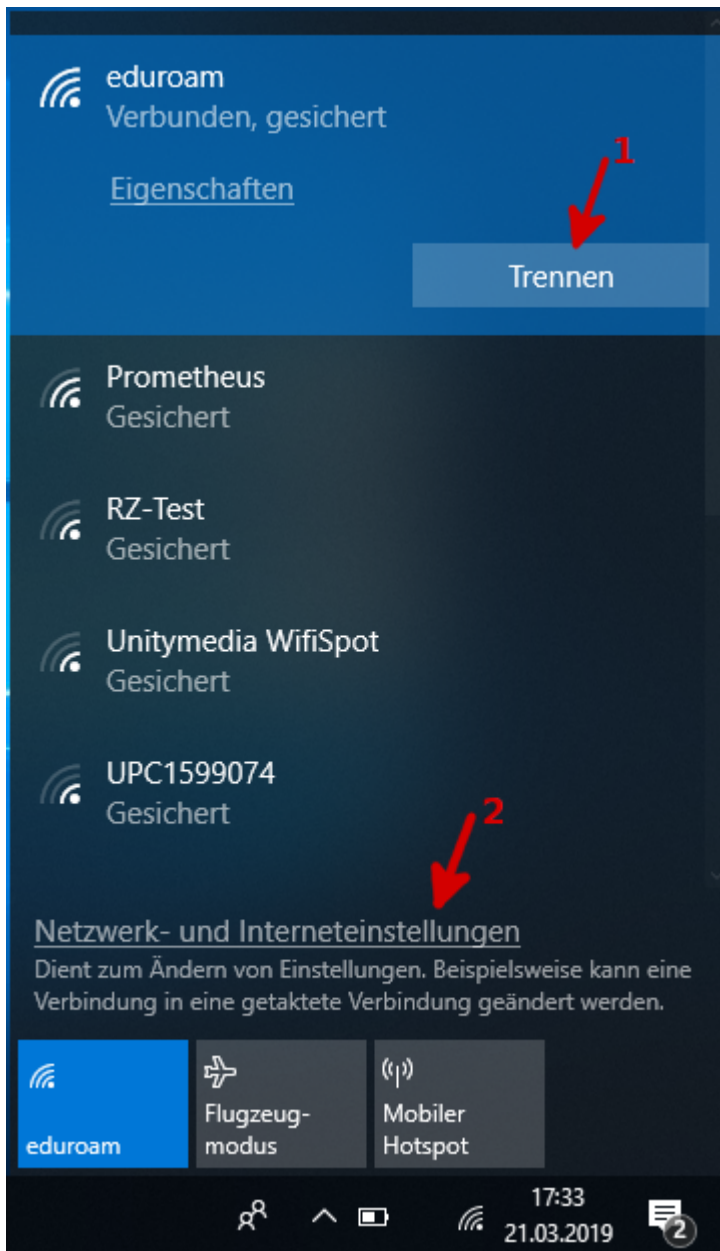 eduroam
Verbunden, gesichert
Eigenschaften
1
Trennen
Prometheus
Gesichert
RZ-Test
Gesichert
Unitymedia WifiSpot
Gesichert
UPC1599074
Gesichert
2
Netzwerk- und Interneteinstellungen
Dient zum Ändern von Einstellungen. Beispielsweise kann eine
Verbindung in eine getaktete Verbindung geändert werden.
eduroam
Flugzeug-
modus
Mobiler
Hotspot
17:33
21.03.2019
2